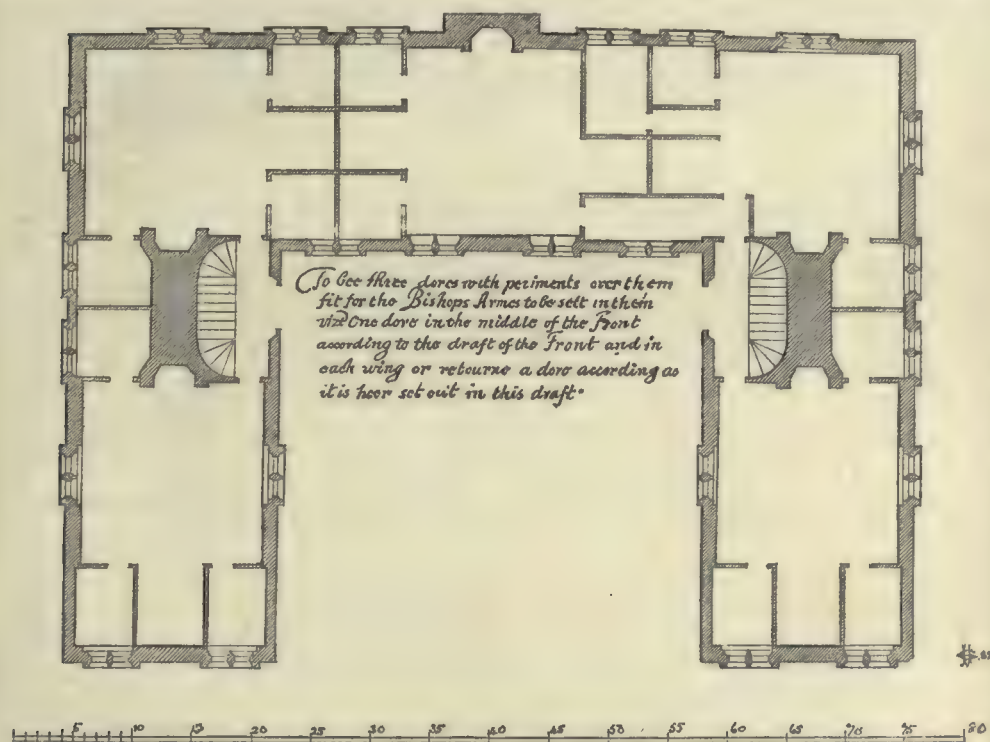 To bee three dores with periments over them
fit for the Bishops Armes to be sett in them
vizd One dore in the middle of the Front
according to the draft of the Front and in
each wing or retourne a dore according as
it is heer set out in this draft.
5 10 15 20 25 30 35 40 45 50 55 60 65 70 75 80